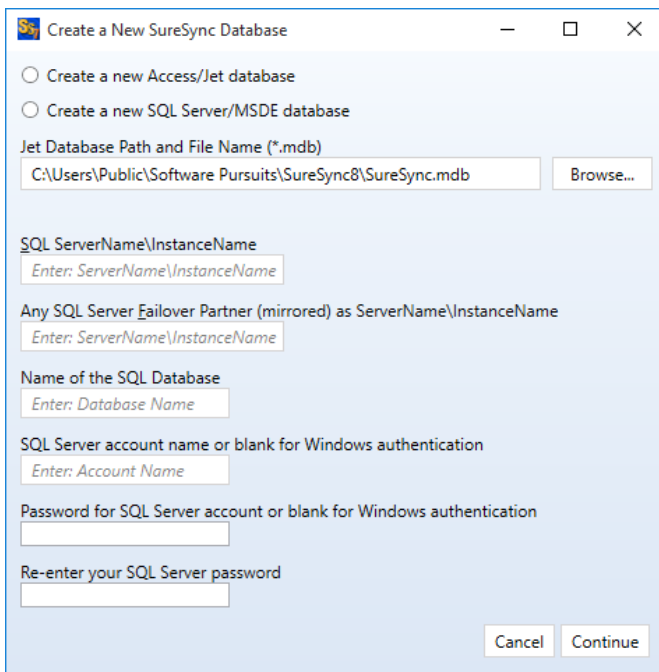 SS7 Create a New SureSync Database
Create a new Access/Jet database
Create a new SQL Server/MSDE database
Jet Database Path and File Name (*.mdb)
C:\Users\Public\Software Pursuits\SureSync8\SureSync.mdb Browse...
SQL ServerName\InstanceName
Enter: ServerName\InstanceName
Any SQL Server Failover Partner (mirrored) as ServerName\InstanceName
Enter: ServerName\InstanceName
Name of the SQL Database
Enter: Database Name
SQL Server account name or blank for Windows authentication
Enter: Account Name
Password for SQL Server account or blank for Windows authentication
Re-enter your SQL Server password
Cancel Continue